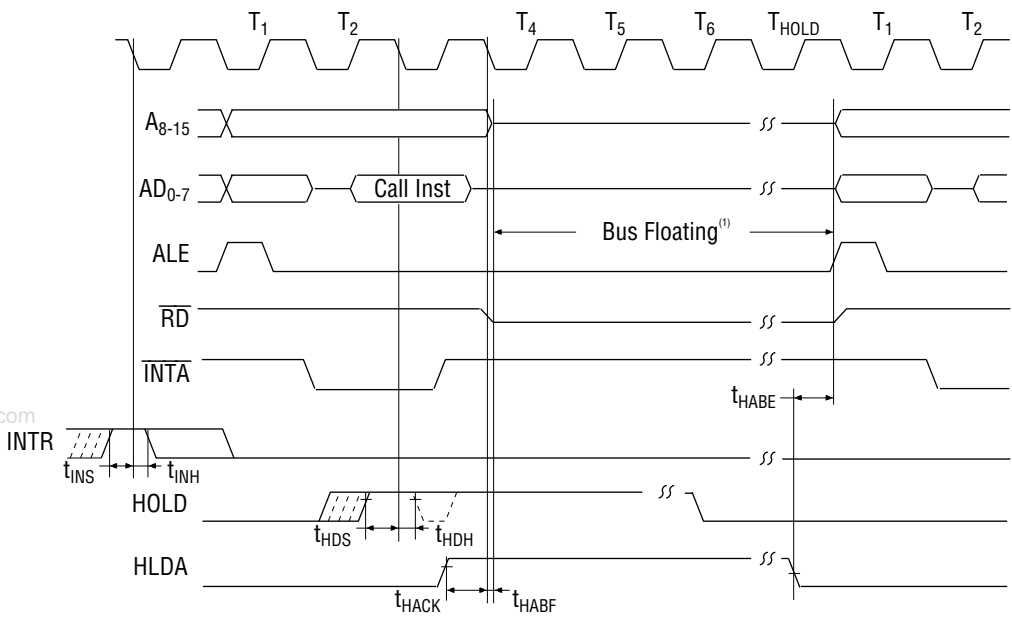 T1 T2 T4 T5 T6 THOLD T1 T2
A8-15
AD0-7 Call Inst
Bus Floating(1)
ALE
RD
INTA
tHABE
com
INTR
tINS tINH
HOLD
tHDS tHDH
HLDA
tHACK tHABF